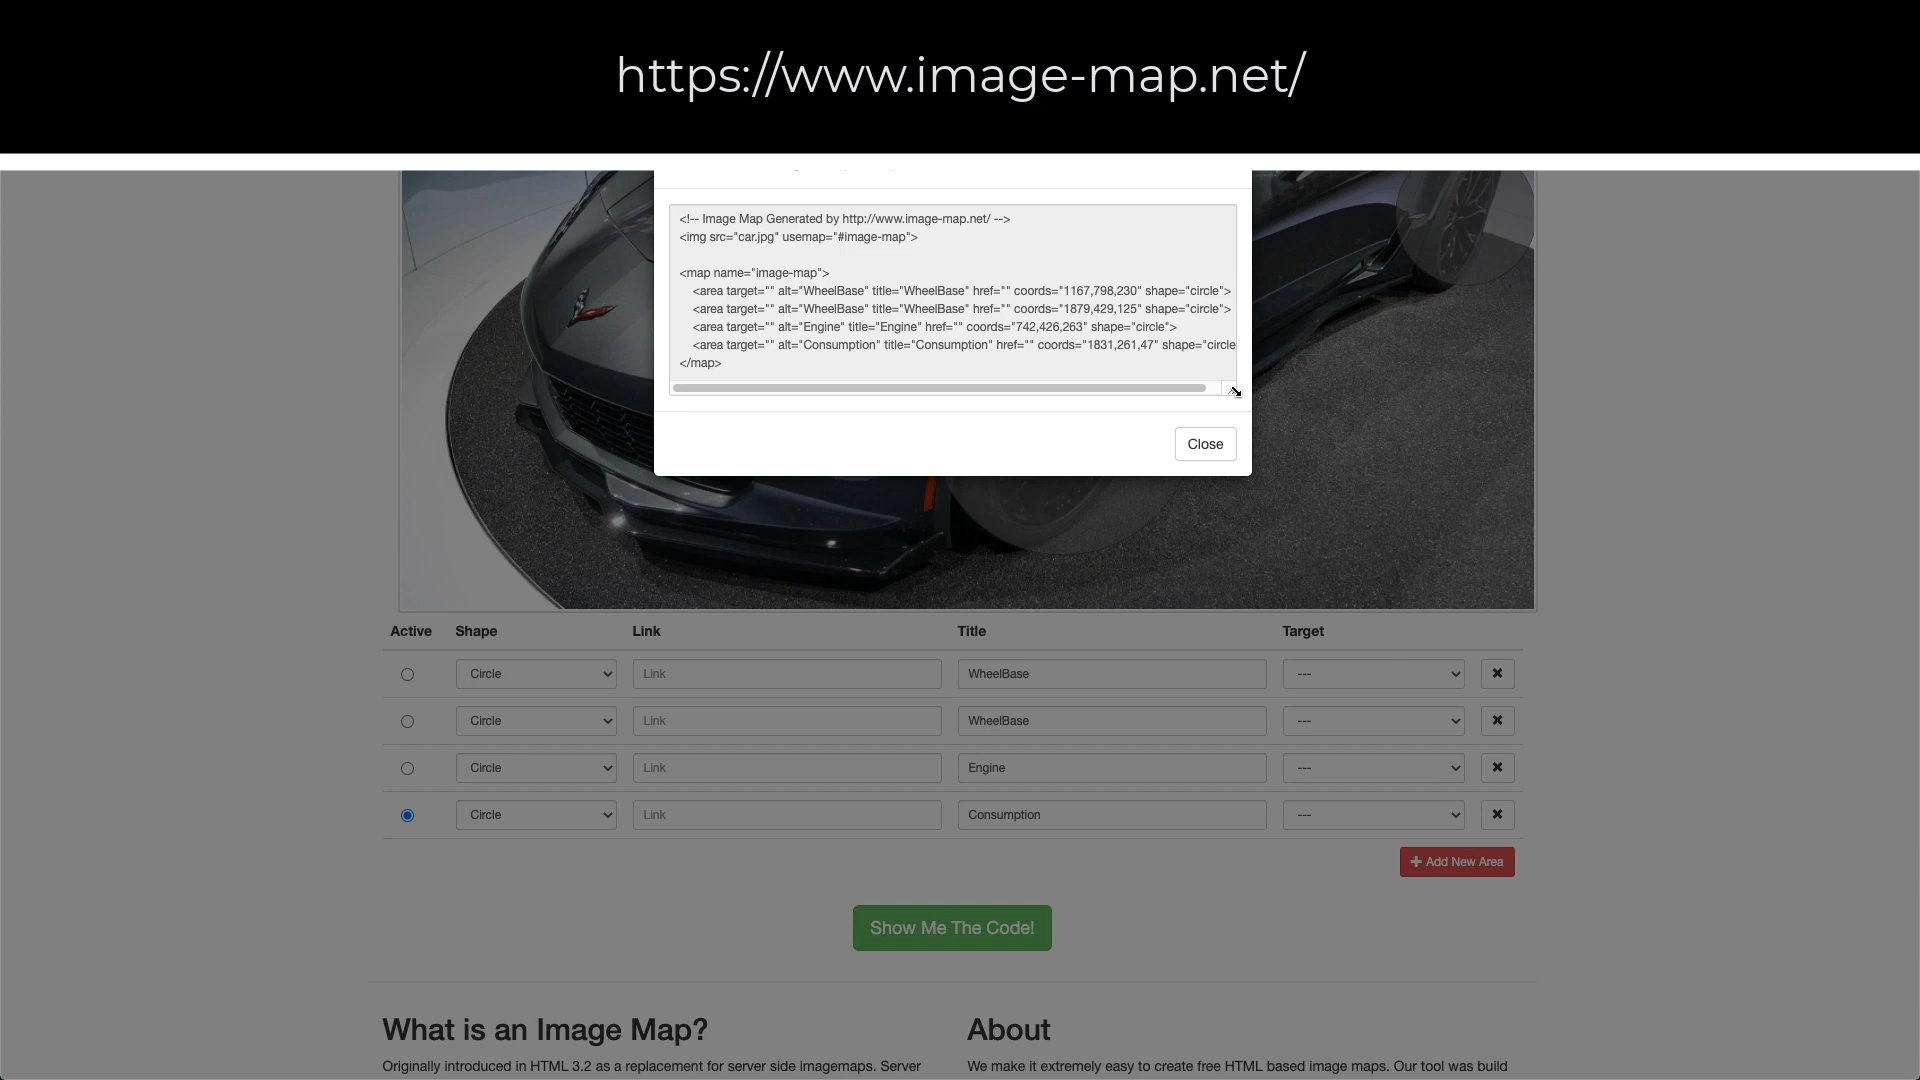 https://www.image-map.net/
<!-- Image Map Generated by http://www.image-map.net/ -->
<img src="car.jpg" usemap="#image-map">
<map name="image-map">
<area target="" alt="WheelBase" title="WheelBase" href="" coords="1167,798,230" shape="circle">
<area target="" alt="WheelBase" title="WheelBase" href="" coords="1879,429,125" shape="circle">
<area target="" alt="Engine" title="Engine" href="" coords="742,426,263" shape="circle">
<area target="" alt="Consumption" title="Consumption" href="" coords="1831,261,47" shape="circle
</map>
Close
Active Shape Link Title Target
Circle Link WheelBase --- ✖
Circle Link WheelBase --- ✖
Circle Link Engine --- ✖
Circle Link Consumption --- ✖
+ Add New Area
Show Me The Code!
What is an Image Map?
Originally introduced in HTML 3.2 as a replacement for server side imagemaps. Server
About
We make it extremely easy to create free HTML based image maps. Our tool was build